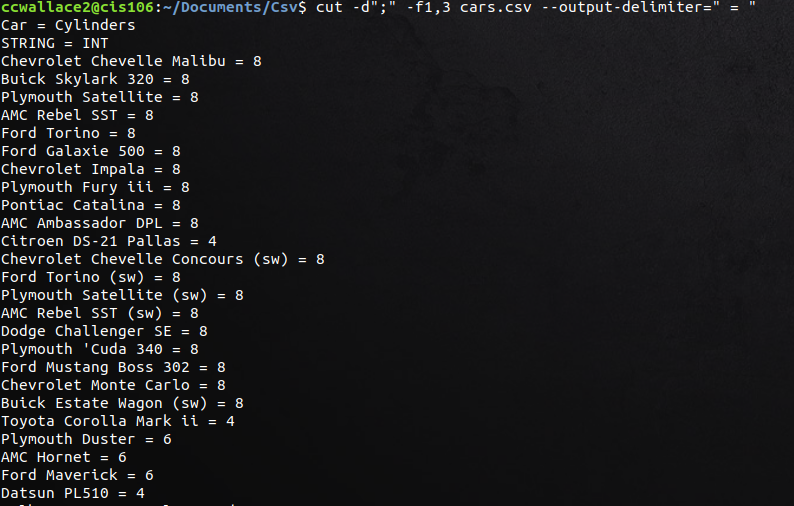 ccwallace2@cis106:~/Documents/Csv$ cut -d";" -f1,3 cars.csv --output-delimiter=" = "
Car = Cylinders
STRING = INT
Chevrolet Chevelle Malibu = 8
Buick Skylark 320 = 8
Plymouth Satellite = 8
AMC Rebel SST = 8
Ford Torino = 8
Ford Galaxie 500 = 8
Chevrolet Impala = 8
Plymouth Fury iii = 8
Pontiac Catalina = 8
AMC Ambassador DPL = 8
Citroen DS-21 Pallas = 4
Chevrolet Chevelle Concours (sw) = 8
Ford Torino (sw) = 8
Plymouth Satellite (sw) = 8
AMC Rebel SST (sw) = 8
Dodge Challenger SE = 8
Plymouth 'Cuda 340 = 8
Ford Mustang Boss 302 = 8
Chevrolet Monte Carlo = 8
Buick Estate Wagon (sw) = 8
Toyota Corolla Mark ii = 4
Plymouth Duster = 6
AMC Hornet = 6
Ford Maverick = 6
Datsun PL510 = 4